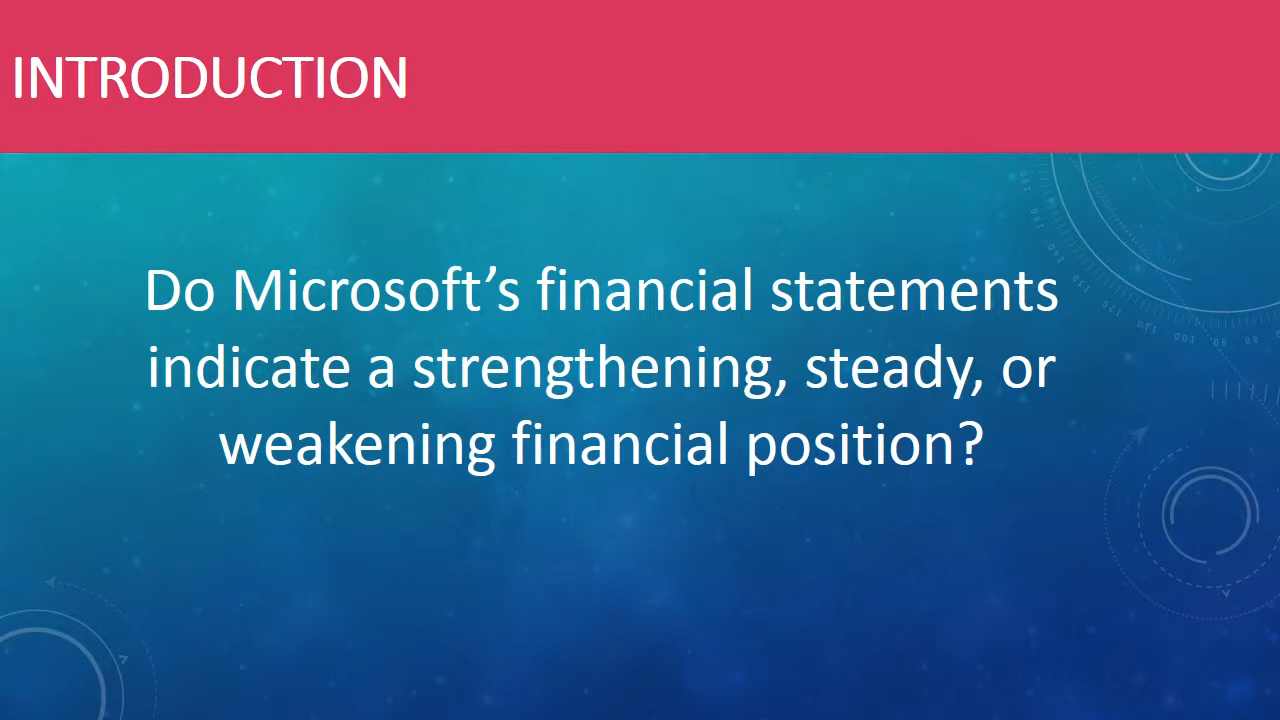 INTRODUCTION
Do Microsoft’s financial statements
indicate a strengthening, steady, or
weakening financial position?